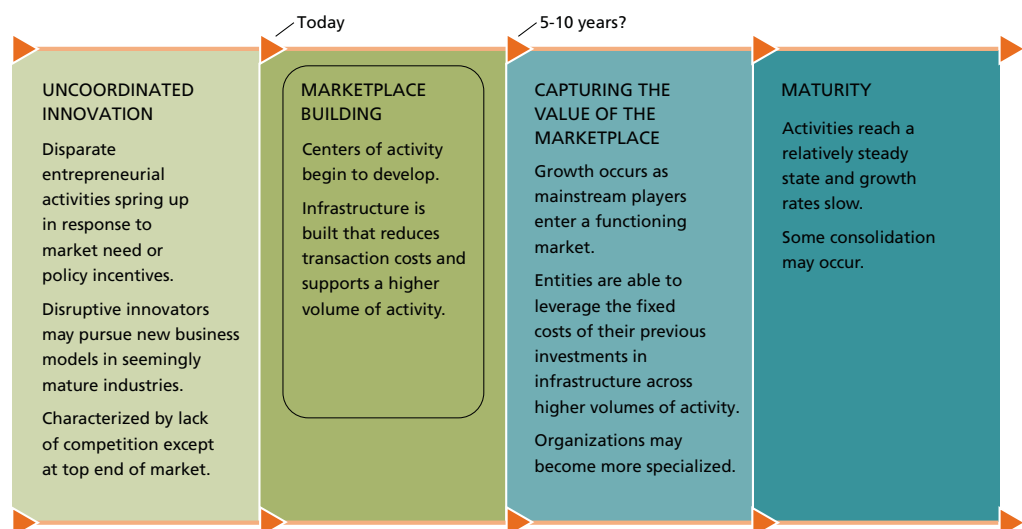 Today
5-10 years?
UNCOORDINATED
INNOVATION
Disparate
entrepreneurial
activities spring up
in response to
market need or
policy incentives.
Disruptive innovators
may pursue new business
models in seemingly
mature industries.
Characterized by lack
of competition except
at top end of market.
MARKETPLACE
BUILDING
Centers of activity
begin to develop.
Infrastructure is
built that reduces
transaction costs and
supports a higher
volume of activity.
CAPTURING THE
VALUE OF THE
MARKETPLACE
Growth occurs as
mainstream players
enter a functioning
market.
Entities are able to
leverage the fixed
costs of their previous
investments in
infrastructure across
higher volumes of activity.
Organizations may
become more specialized.
MATURITY
Activities reach a
relatively steady
state and growth
rates slow.
Some consolidation
may occur.